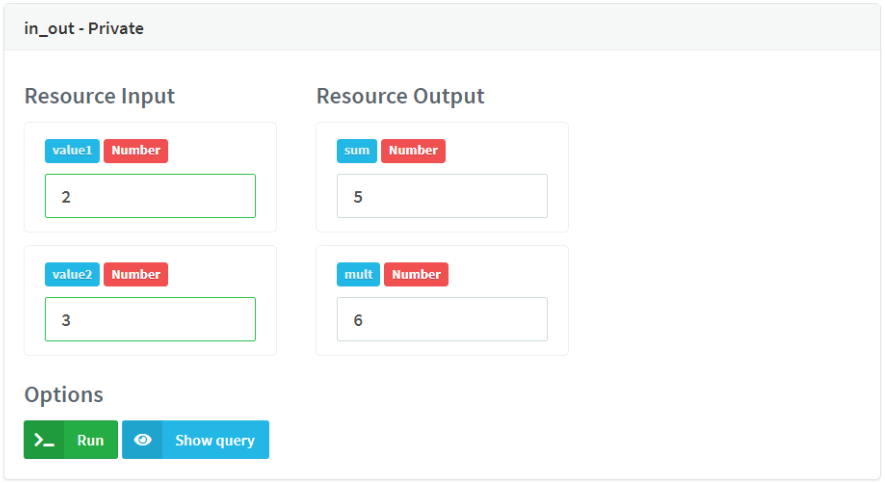 in_out - Private
Resource Input
value1 Number
2
value2 Number
3
Resource Output
sum Number
5
mult Number
6
Options
Run
Show query